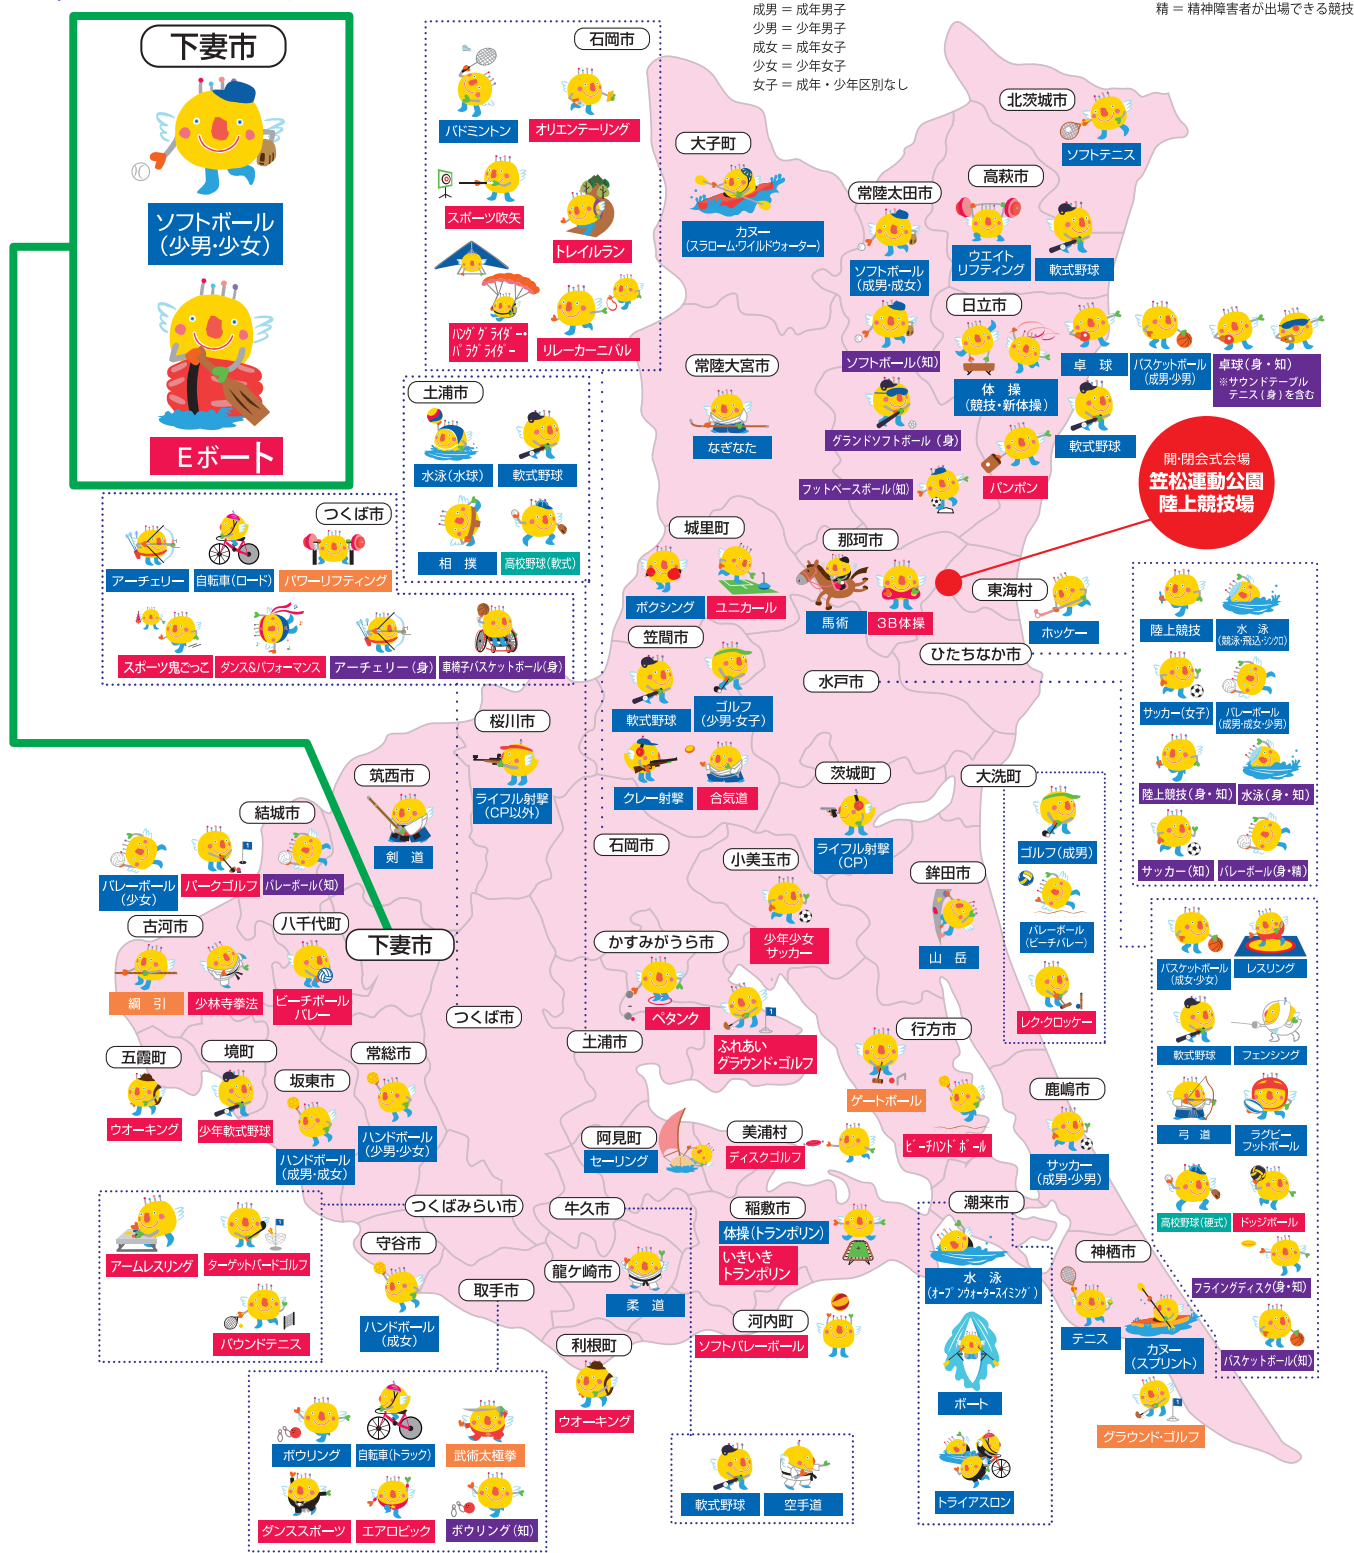 成男 = 成年男子
少男 = 少年男子
成女 = 成年女子
少女 = 少年女子
女子 = 成年・少年区別なし
精 = 精神障害者が出場できる競技
下妻市
ソフトボール
(少男·少女)
Eボート
石岡市
バドミントン
オリエンテーリング
スポーツ吹矢
トレイルラン
ハンググライダー・
パラグライダー
リレーカーニバル
土浦市
水泳(水球)
軟式野球
相 撲
高校野球(軟式)
つくば市
アーチェリー
自転車(ロード)
パワーリフティング
スポーツ鬼ごっこ
ダンス&パフォーマンス
アーチェリー(身)
車椅子バスケットボール(身)
大子町
カヌー
(スラローム・ワイルドウォーター)
北茨城市
ソフトテニス
高萩市
ウエイト
リフティング
軟式野球
常陸太田市
ソフトボール
(成男・成女)
ソフトボール(知)
グランドソフトボール(身)
日立市
体 操
(競技・新体操)
卓 球
バスケットボール
(成男・少男)
卓球(身・知)
※サウンドテーブル
テニス(身)を含む
軟式野球
フットベースボール(知)
パンポン
常陸大宮市
なぎなた
開・閉会式会場
笠松運動公園
陸上競技場
城里町
ボクシング
ユニカール
那珂市
馬術
3B体操
東海村
ホッケー
ひたちなか市
陸上競技
水 泳
(競泳・飛込・シンクロ)
サッカー(女子)
バレーボール
(成男・成女・少男)
陸上競技(身・知)
水泳(身・知)
サッカー(知)
バレーボール(身・精)
笠間市
軟式野球
ゴルフ
(少男・女子)
クレー射撃
合気道
水戸市
バスケットボール
(成女・少女)
レスリング
軟式野球
フェンシング
弓 道
ラグビー
フットボール
高校野球(硬式)
ドッジボール
フライングディスク(身・知)
バスケットボール(知)
桜川市
ライフル射撃
(CP以外)
筑西市
剣 道
結城市
バレーボール
(少女)
パークゴルフ
バレーボール(知)
茨城町
ライフル射撃
(CP)
大洗町
ゴルフ(成男)
バレーボール
(ビーチバレー)
レク・クロッケー
石岡市
小美玉市
少年少女
サッカー
鉾田市
山 岳
古河市
綱 引
少林寺拳法
八千代町
ビーチボール
バレー
下妻市
かすみがうら市
ペタンク
ふれあい
グラウンド・ゴルフ
つくば市
土浦市
行方市
ゲートボール
ビーチハンドボール
五霞町
ウオーキング
境町
少年軟式野球
坂東市
ハンドボール
(成男・成女)
常総市
ハンドボール
(少男・少女)
鹿嶋市
サッカー
(成男・少男)
阿見町
セーリング
美浦村
ディスクゴルフ
つくばみらい市
アームレスリング
ターゲットバードゴルフ
バウンドテニス
牛久市
軟式野球
空手道
稲敷市
体操(トランポリン)
いきいき
トランポリン
潮来市
水 泳
(オープンウォータースイミング)
ボート
トライアスロン
守谷市
ハンドボール
(成女)
龍ケ崎市
柔 道
神栖市
テニス
カヌー
(スプリント)
グラウンド・ゴルフ
取手市
ボウリング
自転車(トラック)
武術太極拳
ダンススポーツ
エアロビック
ボウリング(知)
利根町
ウオーキング
河内町
ソフトバレーボール